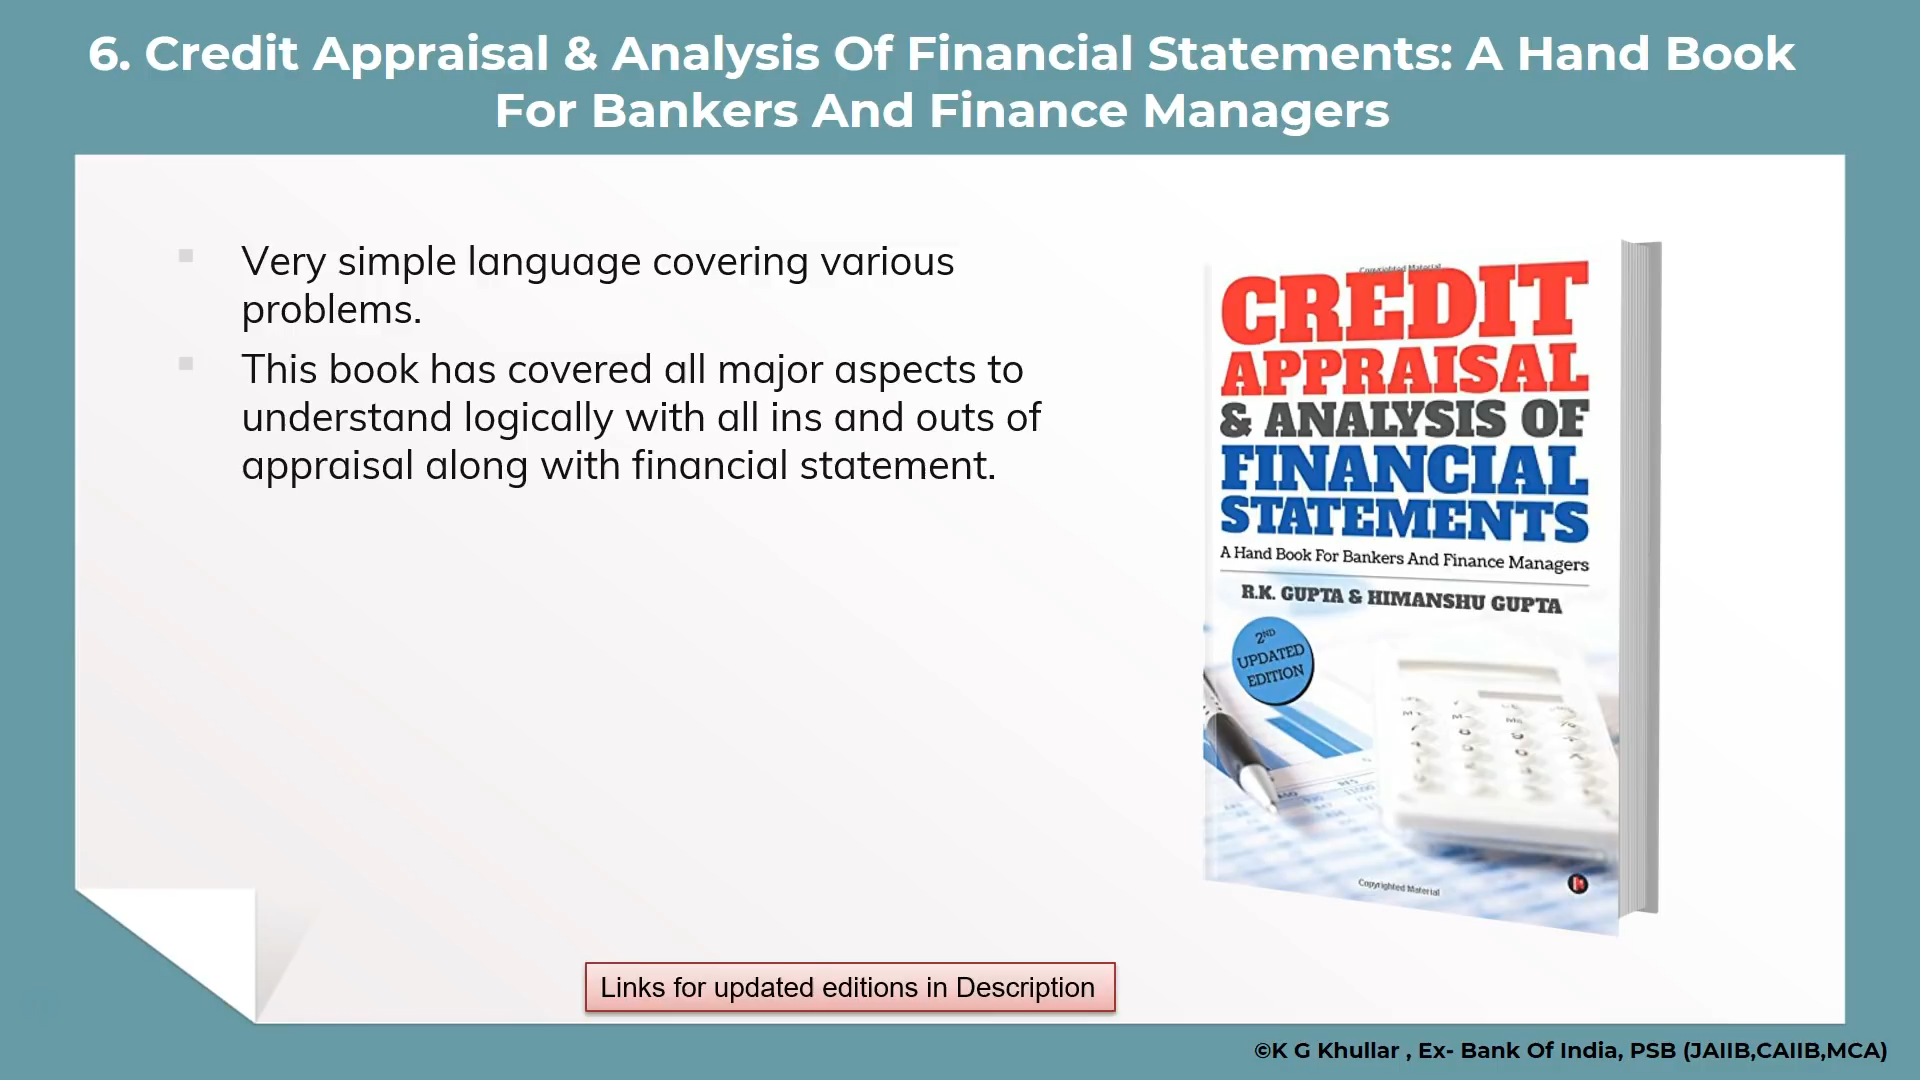 6. Credit Appraisal & Analysis Of Financial Statements: A Hand Book
For Bankers And Finance Managers
Very simple language covering various
problems.
This book has covered all major aspects to
understand logically with all ins and outs of
appraisal along with financial statement.
Copyrighted Material
CREDIT
APPRAISAL
& ANALYSIS OF
FINANCIAL
STATEMENTS
A Hand Book For Bankers And Finance Managers
R.K. GUPTA & HIMANSHU GUPTA
2ND
UPDATED
EDITION
Copyrighted Material
Links for updated editions in Description
©K G Khullar , Ex- Bank Of India, PSB (JAIIB,CAIIB,MCA)